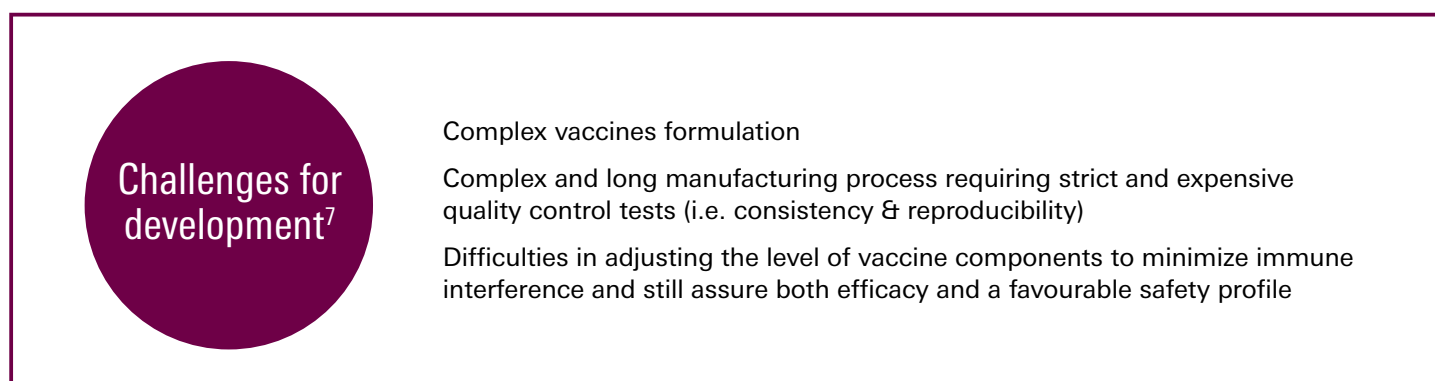 Challenges for
development7
Complex vaccines formulation
Complex and long manufacturing process requiring strict and expensive
quality control tests (i.e. consistency & reproducibility)
Difficulties in adjusting the level of vaccine components to minimize immune
interference and still assure both efficacy and a favourable safety profile